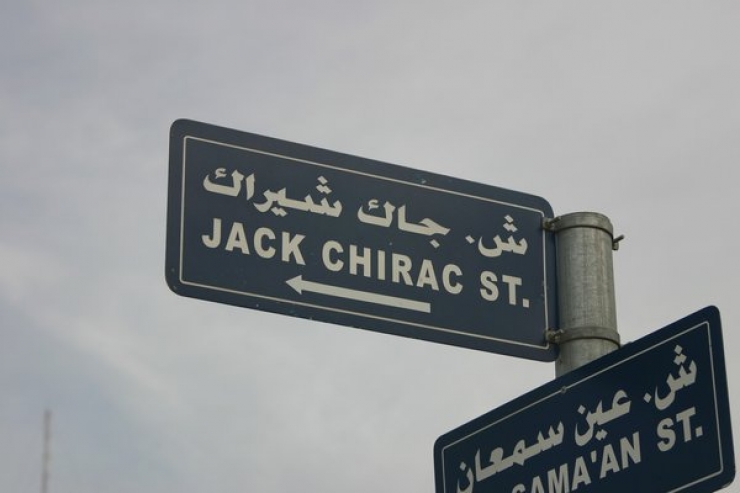 ش. جاك شيراك
JACK CHIRAC ST.
ش. عين سمعان
SAMA'AN ST.